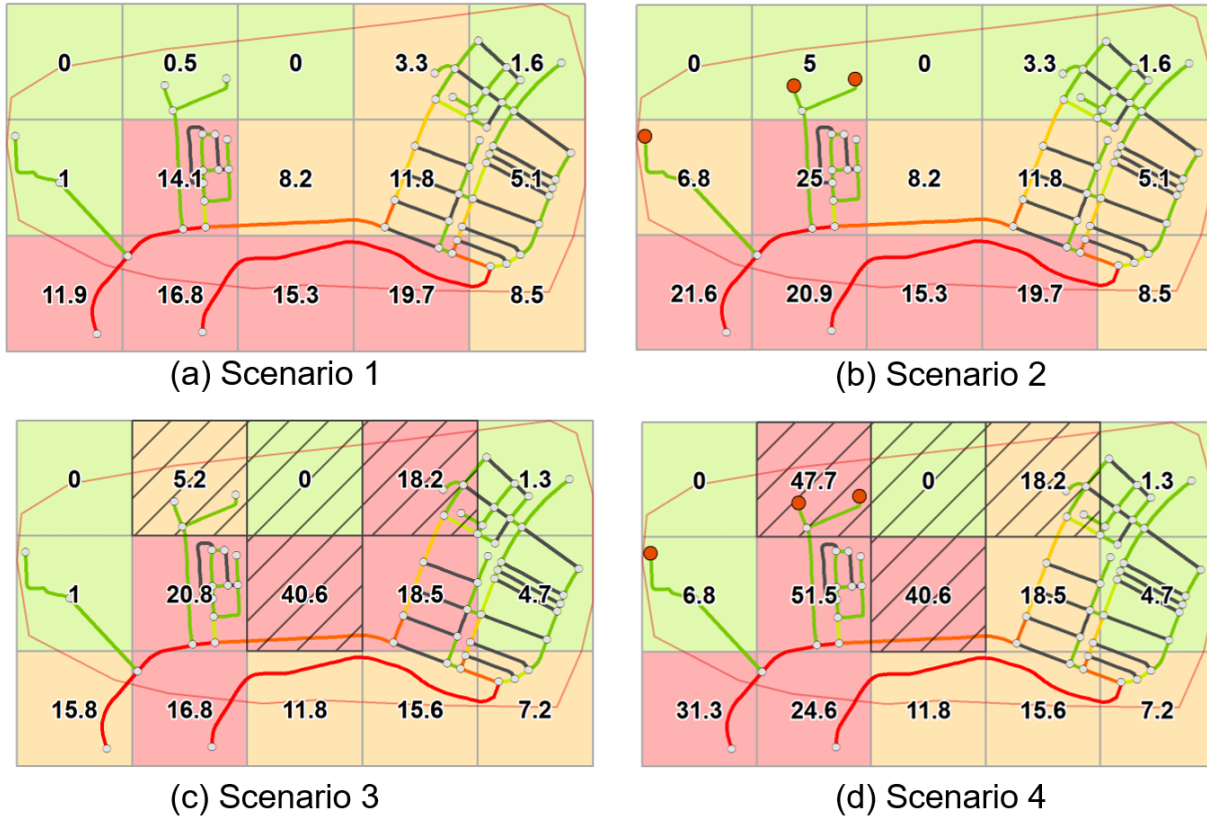 0 0.5 0 3.3 1.6
1 14.1 8.2 11.8 5.1
11.9 16.8 15.3 19.7 8.5
(a) Scenario 1
0 5 0 3.3 1.6
6.8 25 8.2 11.8 5.1
21.6 20.9 15.3 19.7 8.5
(b) Scenario 2
0 5.2 0 18.2 1.3
1 20.8 40.6 18.5 4.7
15.8 16.8 11.8 15.6 7.2
(c) Scenario 3
0 47.7 0 18.2 1.3
6.8 51.5 40.6 18.5 4.7
31.3 24.6 11.8 15.6 7.2
(d) Scenario 4